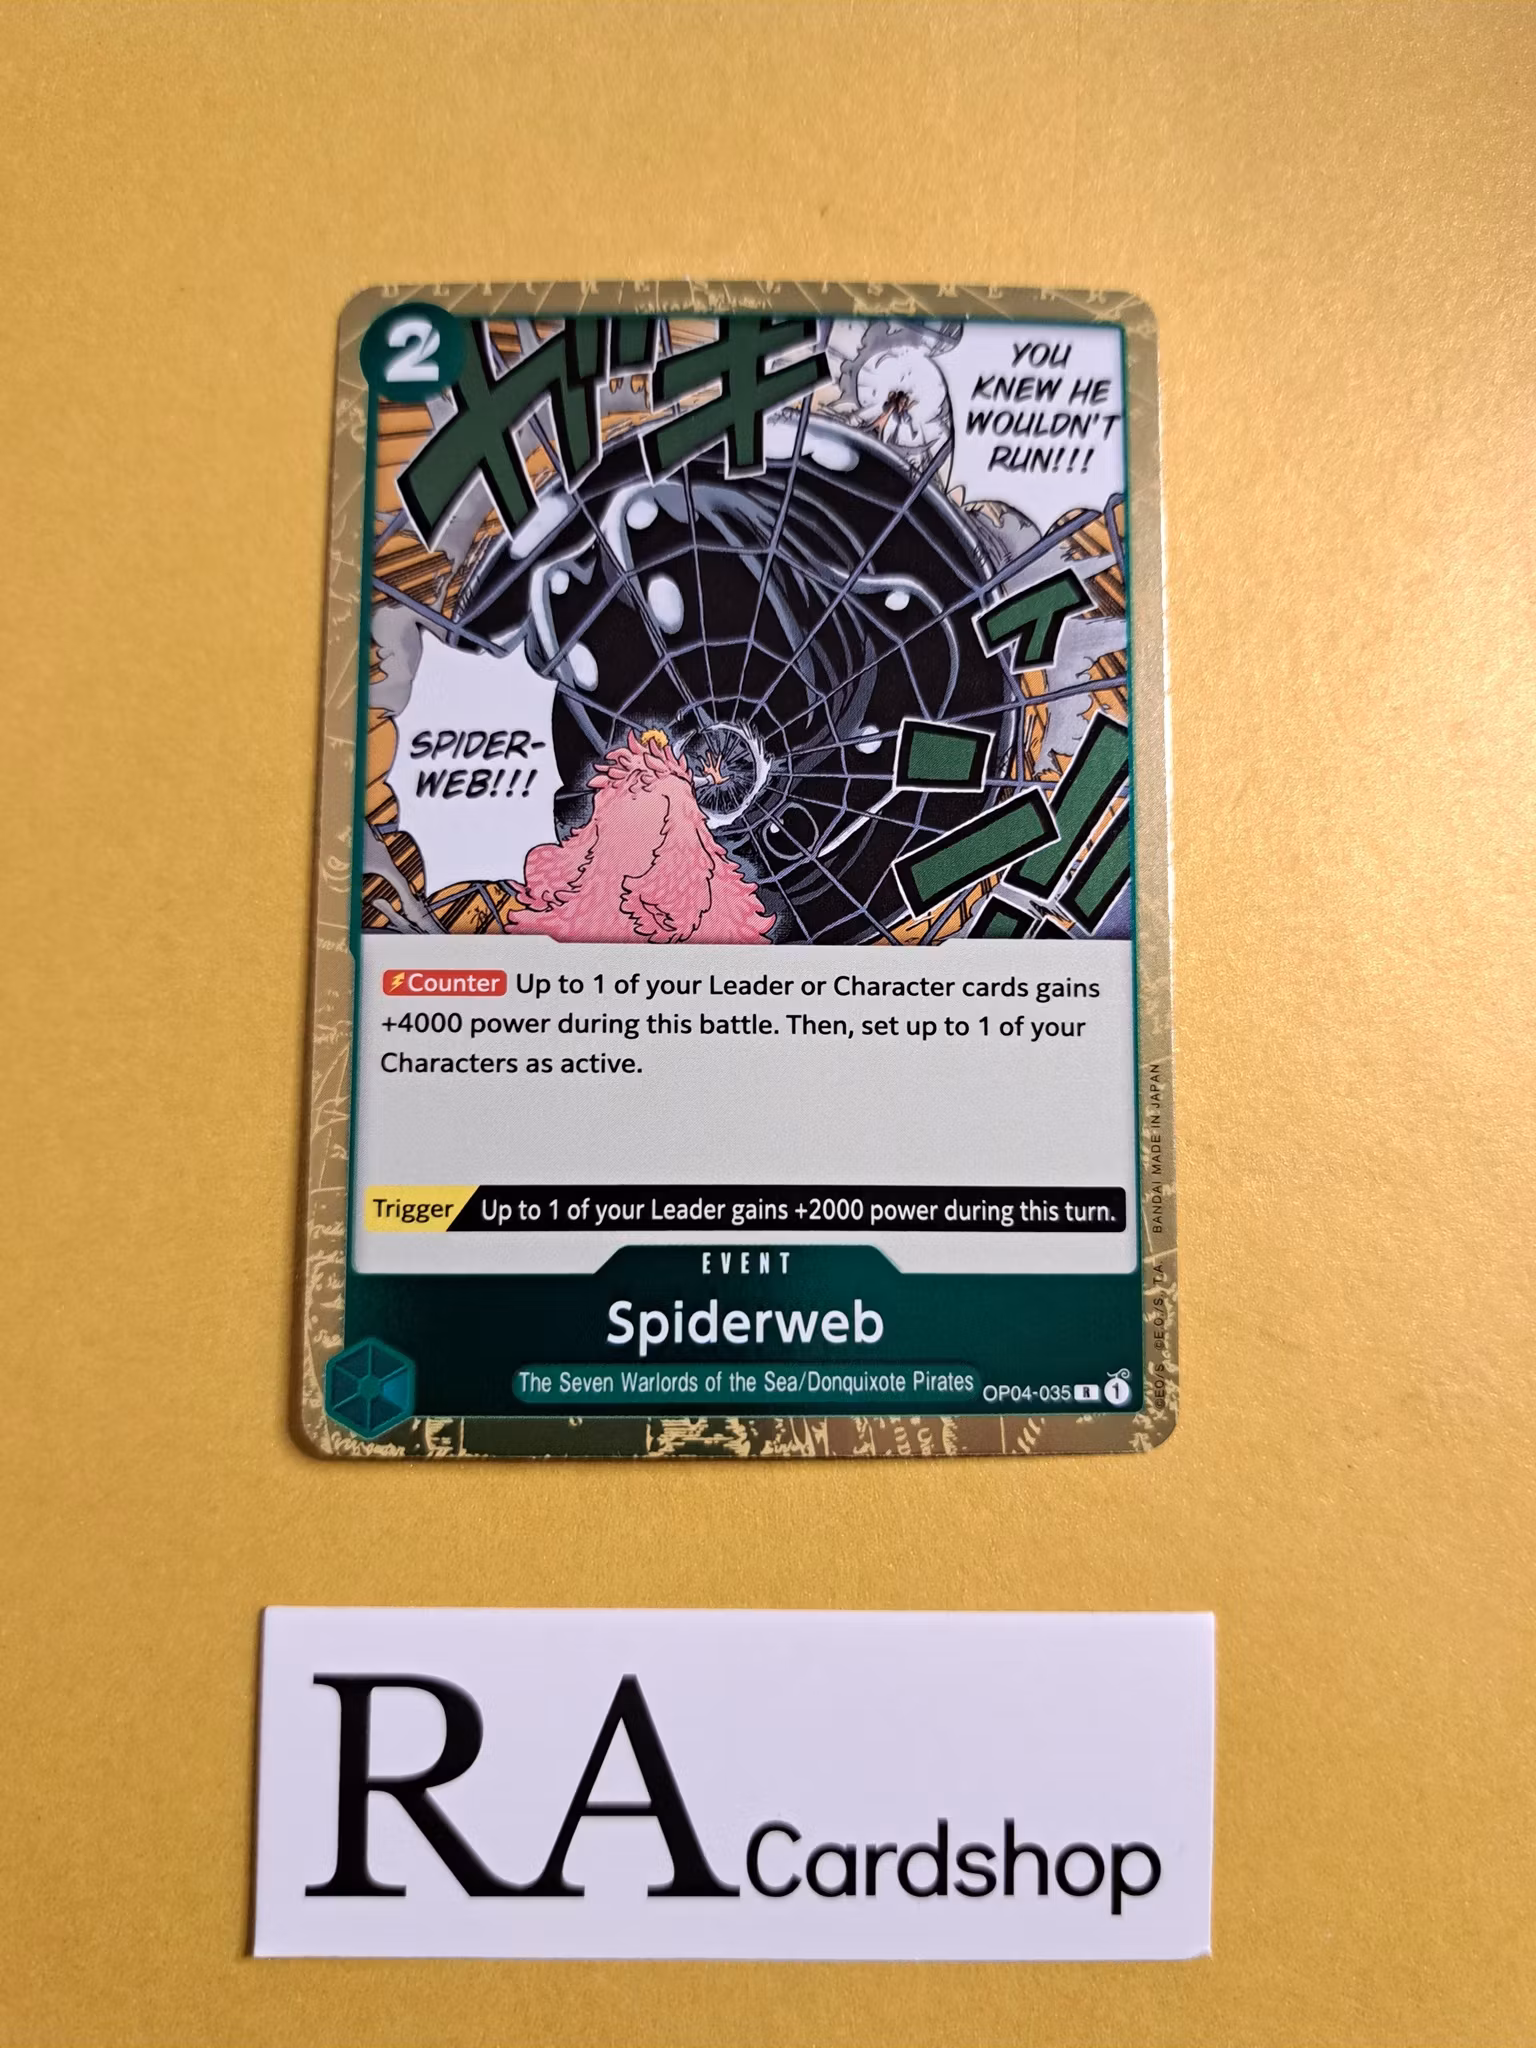 2
ガギ
YOU
KNEW HE
WOULDN'T
RUN!!!
SPIDER-
WEB!!!
Counter Up to 1 of your Leader or Character cards gains
+4000 power during this battle. Then, set up to 1 of your
Characters as active.
Trigger Up to 1 of your Leader gains +2000 power during this turn.
EVENT
Spiderweb
The Seven Warlords of the Sea/Donquixote Pirates
OP04-035 R 1
©EO/S. ©E.O./S.,T.A. BANDAI MADE IN JAPAN
RA Cardshop